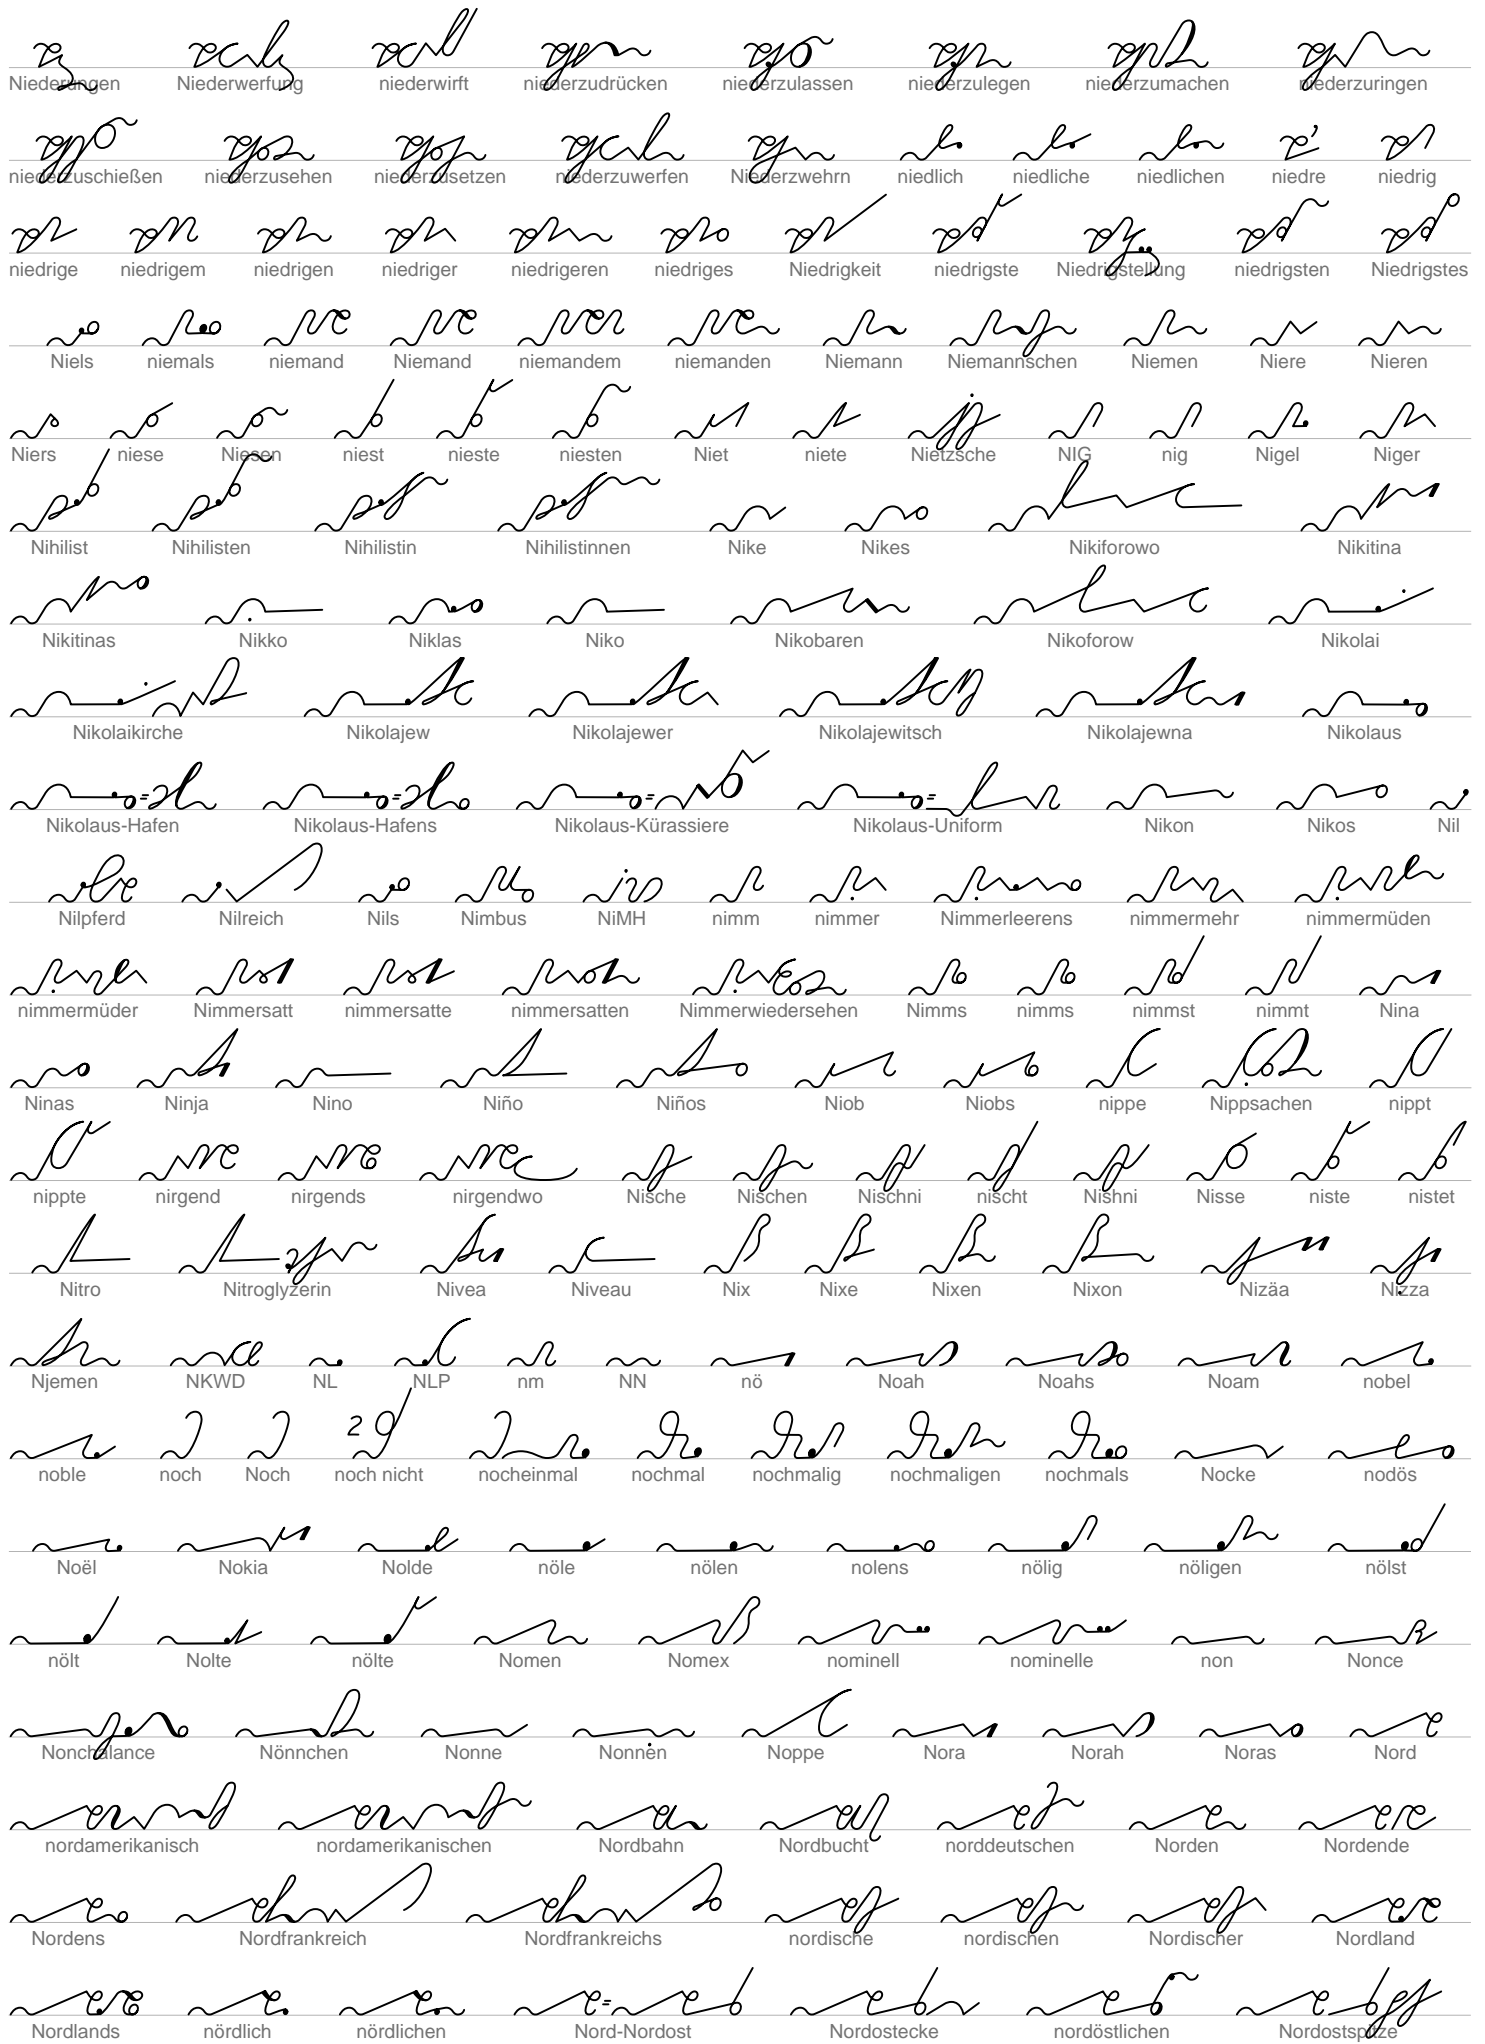 Niederungen Niederwerfung niederwirft niederzudrücken niederzulassen niederzulegen niederzumachen niederzuringen
niederzuschießen niederzusehen niederzusetzen niederzuwerfen Niederzwehrn niedlich niedliche niedlichen niedre niedrig
niedrige niedrigem niedrigen niedriger niedrigeren niedriges Niedrigkeit niedrigste Niedrigstellung niedrigsten Niedrigstes
Niels niemals niemand Niemand niemandem niemanden Niemann Niemannschen Niemen Niere Nieren
Niers niese Niesen niest nieste niesten Niet niete Nietzsche NIG nig Nigel Niger
Nihilist Nihilisten Nihilistin Nihilistinnen Nike Nikes Nikiforowo Nikitina
Nikitinas Nikko Niklas Niko Nikobaren Nikoforow Nikolai
Nikolaikirche Nikolajew Nikolajewer Nikolajewitsch Nikolajewna Nikolaus
Nikolaus-Hafen Nikolaus-Hafens Nikolaus-Kürassiere Nikolaus-Uniform Nikon Nikos Nil
Nilpferd Nilreich Nils Nimbus NiMH nimm nimmer Nimmerleerens nimmermehr nimmermüden
nimmermüder Nimmersatt nimmersatte nimmersatten Nimmerwiedersehen Nimms nimms nimmst nimmt Nina
Ninas Ninja Nino Niño Niños Niob Niobs nippe Nippsachen nippt
nippte nirgend nirgends nirgendwo Nische Nischen Nischni nischt Nishni Nisse niste nistet
Nitro Nitroglyzerin Nivea Niveau Nix Nixe Nixen Nixon Nizäa Nizza
Njemen NKWD NL NLP nm NN nö Noah Noahs Noam nobel
noble noch Noch noch nicht nocheinmal nochmal nochmalig nochmaligen nochmals Nocke nodös
Noël Nokia Nolde nöle nölen nolens nölig nöligen nölst
nölt Nolte nölte Nomen Nomex nominell nominelle non Nonce
Nonchalance Nönnchen Nonne Nonnen Noppe Nora Norah Noras Nord
nordamerikanisch nordamerikanischen Nordbahn Nordbucht norddeutschen Norden Nordende
Nordens Nordfrankreich Nordfrankreichs nordische nordischen Nordischer Nordland
Nordlands nördlich nördlichen Nord-Nordost Nordostecke nordöstlichen Nordostspitze